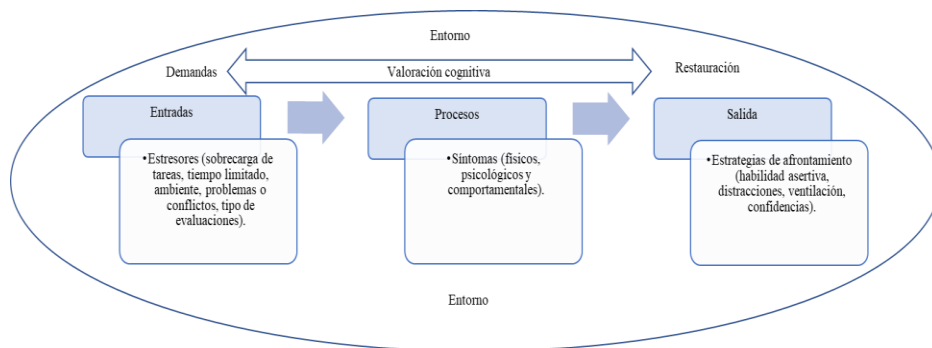 Entorno
Demandas
Valoración cognitiva
Restauración
Entradas
Procesos
Salida
•Estresores (sobrecarga de
tareas, tiempo limitado,
ambiente, problemas o
conflictos, tipo de
evaluaciones).
•Síntomas (físicos,
psicológicos y
comportamentales).
•Estrategias de afrontamiento
(habilidad asertiva,
distracciones, ventilación,
confidencias).
Entorno